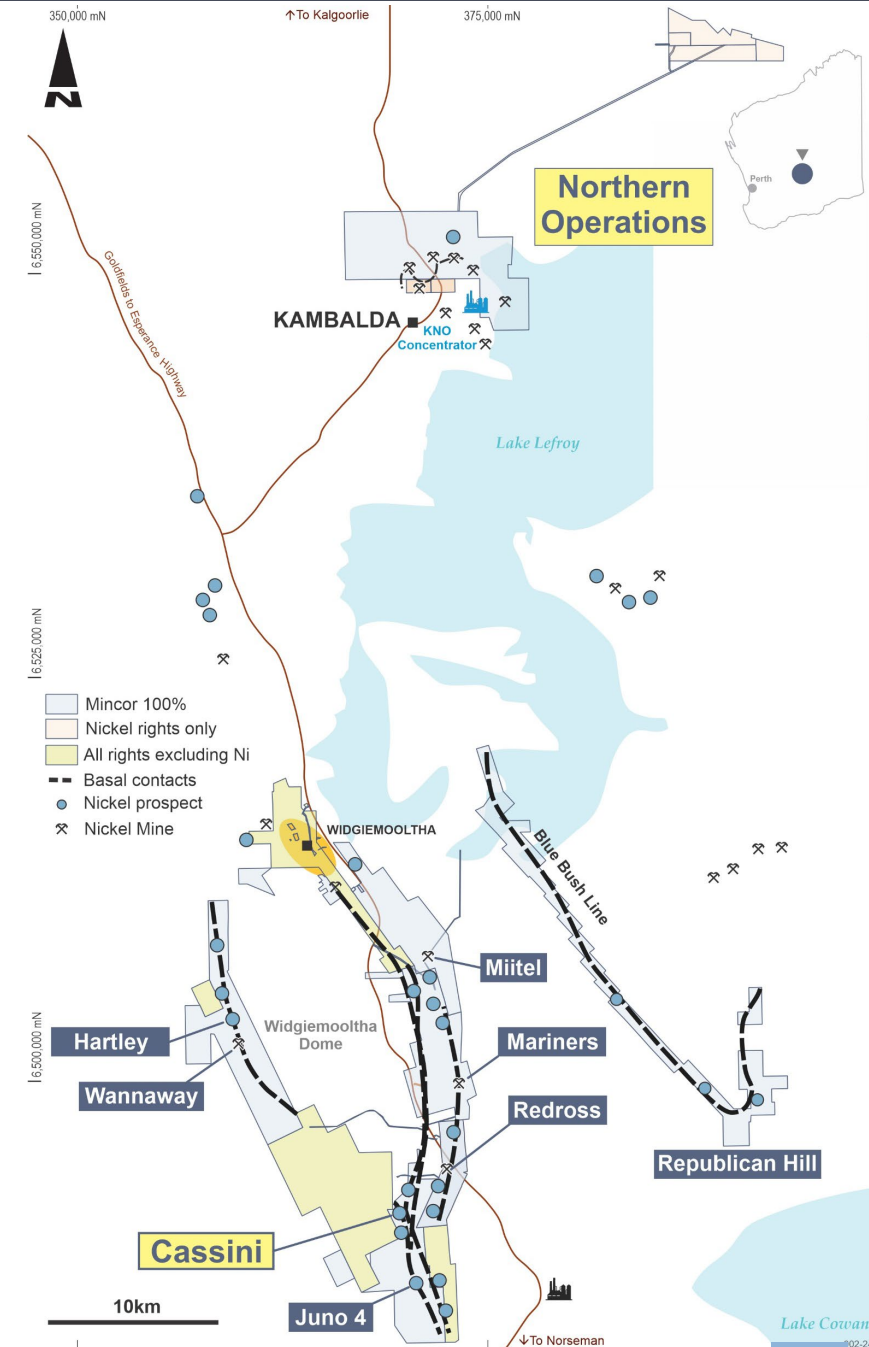 350,000 mN
↑To Kalgoorlie
375,000 mN
N
Perth
Northern
Operations
6,550,000 mN
Goldfields to Esperance Highway
KAMBALDA
KNO
Concentrator
Lake Lefroy
6,525,000 mN
Mincor 100%
Nickel rights only
All rights excluding Ni
Basal contacts
Nickel prospect
Nickel Mine
WIDGIEMOOLTHA
Blue Bush Line
Miitel
6,500,000 mN
Hartley
Widgiemooltha
Dome
Mariners
Wannaway
Redross
Republican Hill
Cassini
10km
Juno 4
Lake Cowan
↓To Norseman